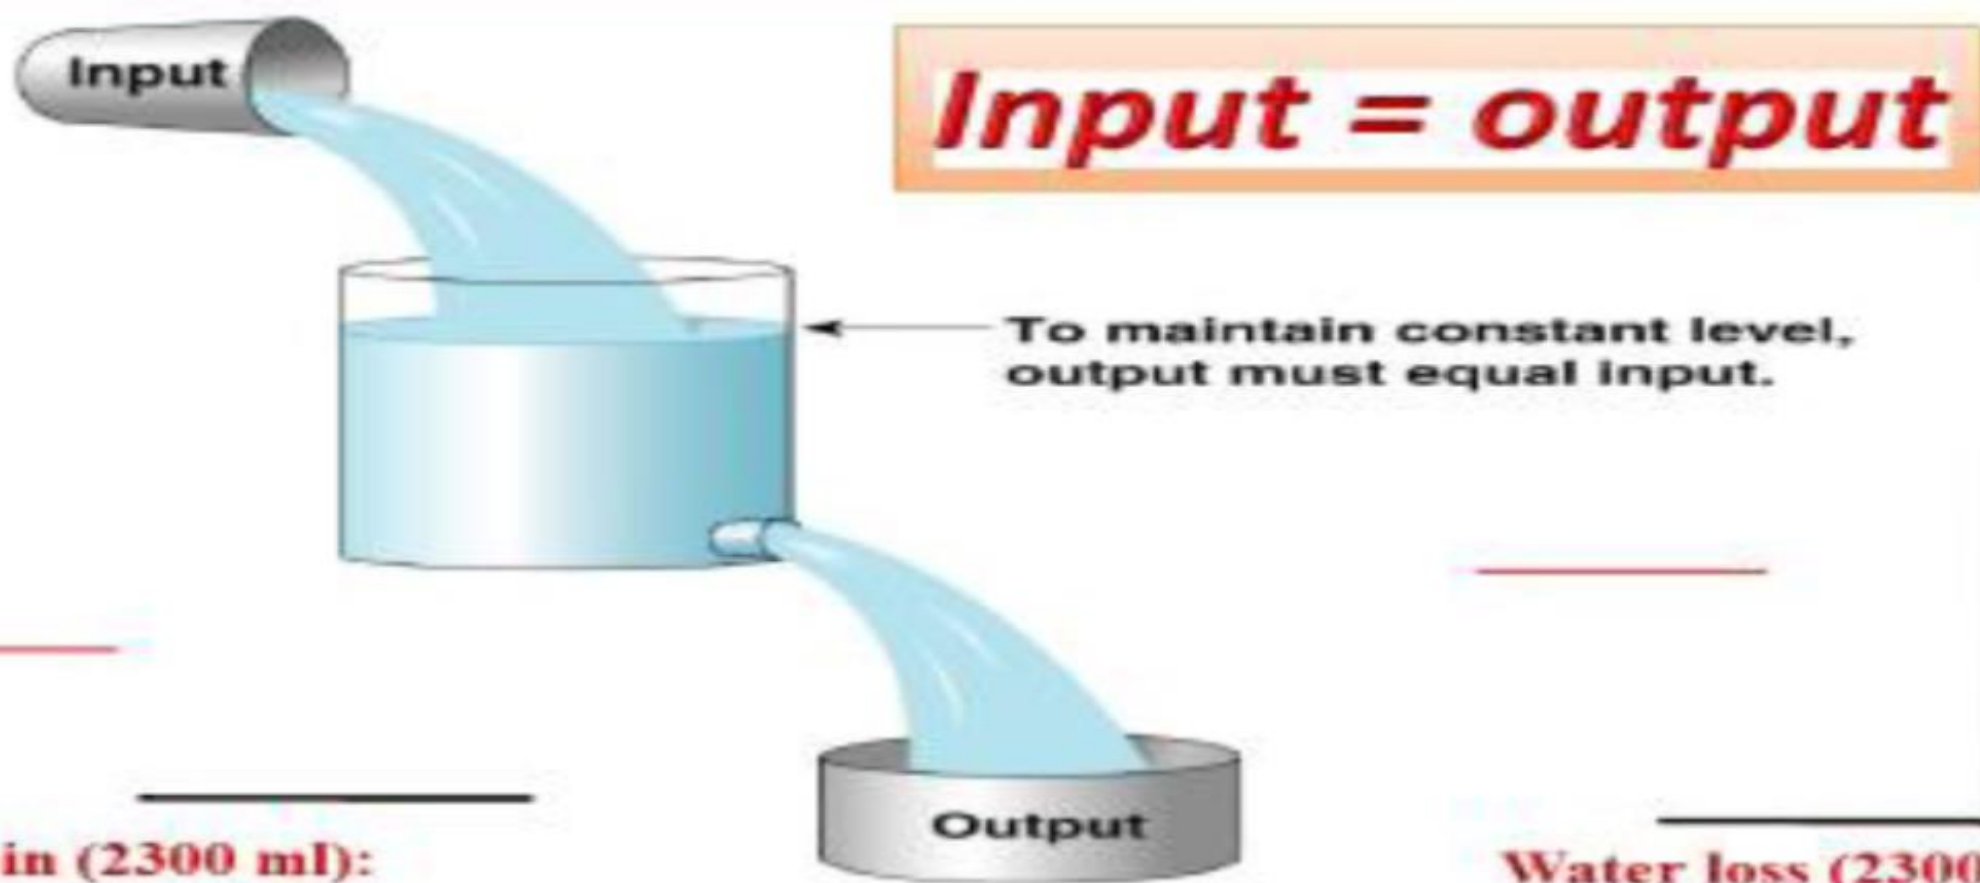 Input
Input = output
To maintain constant level,
output must equal input.
Output
in (2300 ml):
Water loss (2300